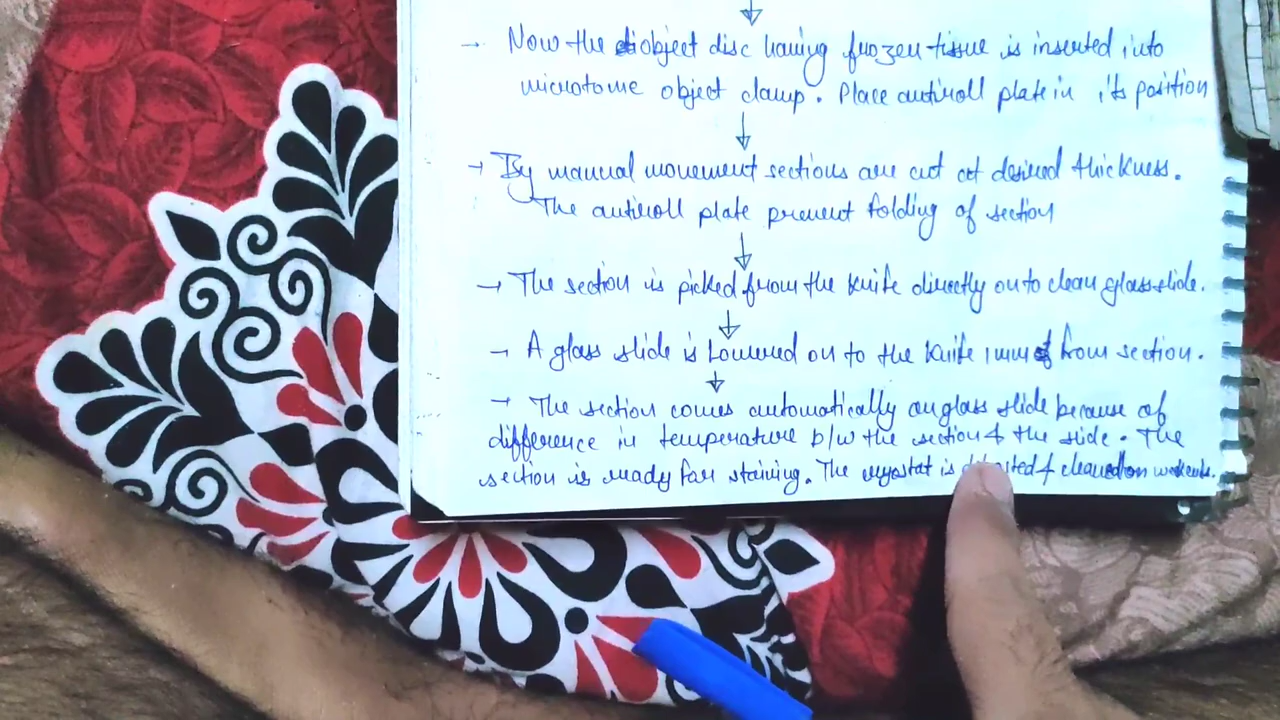 → Now the object disc having frozen tissue is inserted into
microtome object clamp. Place antiroll plate in its position
↓
→ By manual movement sections are cut at desired thickness.
The antiroll plate prevent folding of section
↓
→ The section is picked from the knife directly onto clean glass slide.
↓
→ A glass slide is Lowered on to the knife 1mm from section.
↓
→ The section comes automatically on glass slide because of
difference in temperature b/w the section & the slide. The
section is ready for staining. The cryostat is & cleaned on weekends.